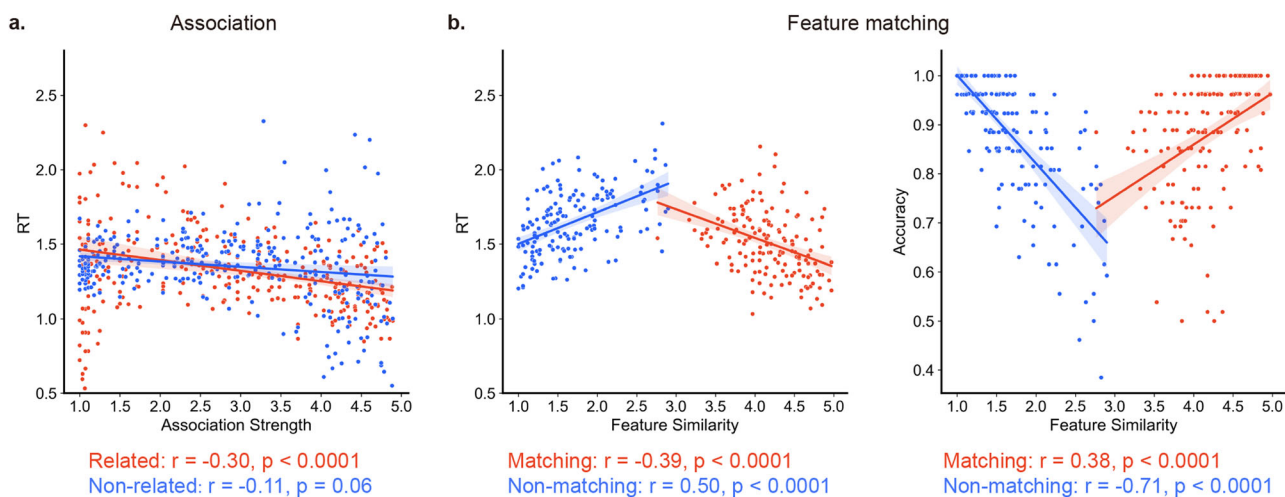 a. Association
b. Feature matching
RT
2.5
2.0
1.5
1.0
0.5
1.0 1.5 2.0 2.5 3.0 3.5 4.0 4.5 5.0
Association Strength
Related: r = -0.30, p < 0.0001
Non-related: r = -0.11, p = 0.06
RT
2.5
2.0
1.5
1.0
0.5
1.0 1.5 2.0 2.5 3.0 3.5 4.0 4.5 5.0
Feature Similarity
Matching: r = -0.39, p < 0.0001
Non-matching: r = 0.50, p < 0.0001
Accuracy
1.0
0.9
0.8
0.7
0.6
0.5
0.4
1.0 1.5 2.0 2.5 3.0 3.5 4.0 4.5 5.0
Feature Similarity
Matching: r = 0.38, p < 0.0001
Non-matching: r = -0.71, p < 0.0001